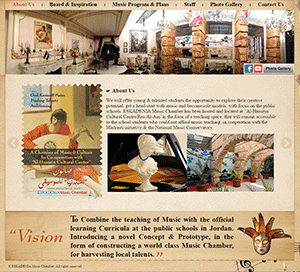 About Us | Board & Inspiration | Music Program & Plans | Staff | Photo Gallery | Contact Us
Photo Gallery
About Us
We will offer young & talented students the opportunity to explore their creative
potential, get a head-start with music and become role models, with focus on the public
schools. ESKADENIA Music Chamber has been located and located at "Al-Hussein
Cultural Center/Ras-Al-Ain" in the form of a teaching space, that will remain accessible
to the school students who could not afford music teaching, in cooperation with the
Madrasti initiative & the National Music Conservatory.
A Chamber of Music & Culture
In Co-operation with
"Al-Hussein Cultural Center"
ESKADENIA Music Chamber
"Vision
To Combine the teaching of Music with the official
learning Curricula at the public schools in Jordan.
Introducing a novel Concept & Prototype, in the
form of constructing a world class Music Chamber,
for harvesting local talents. "
© ESKADENIA Music Chamber. All rights reserved.